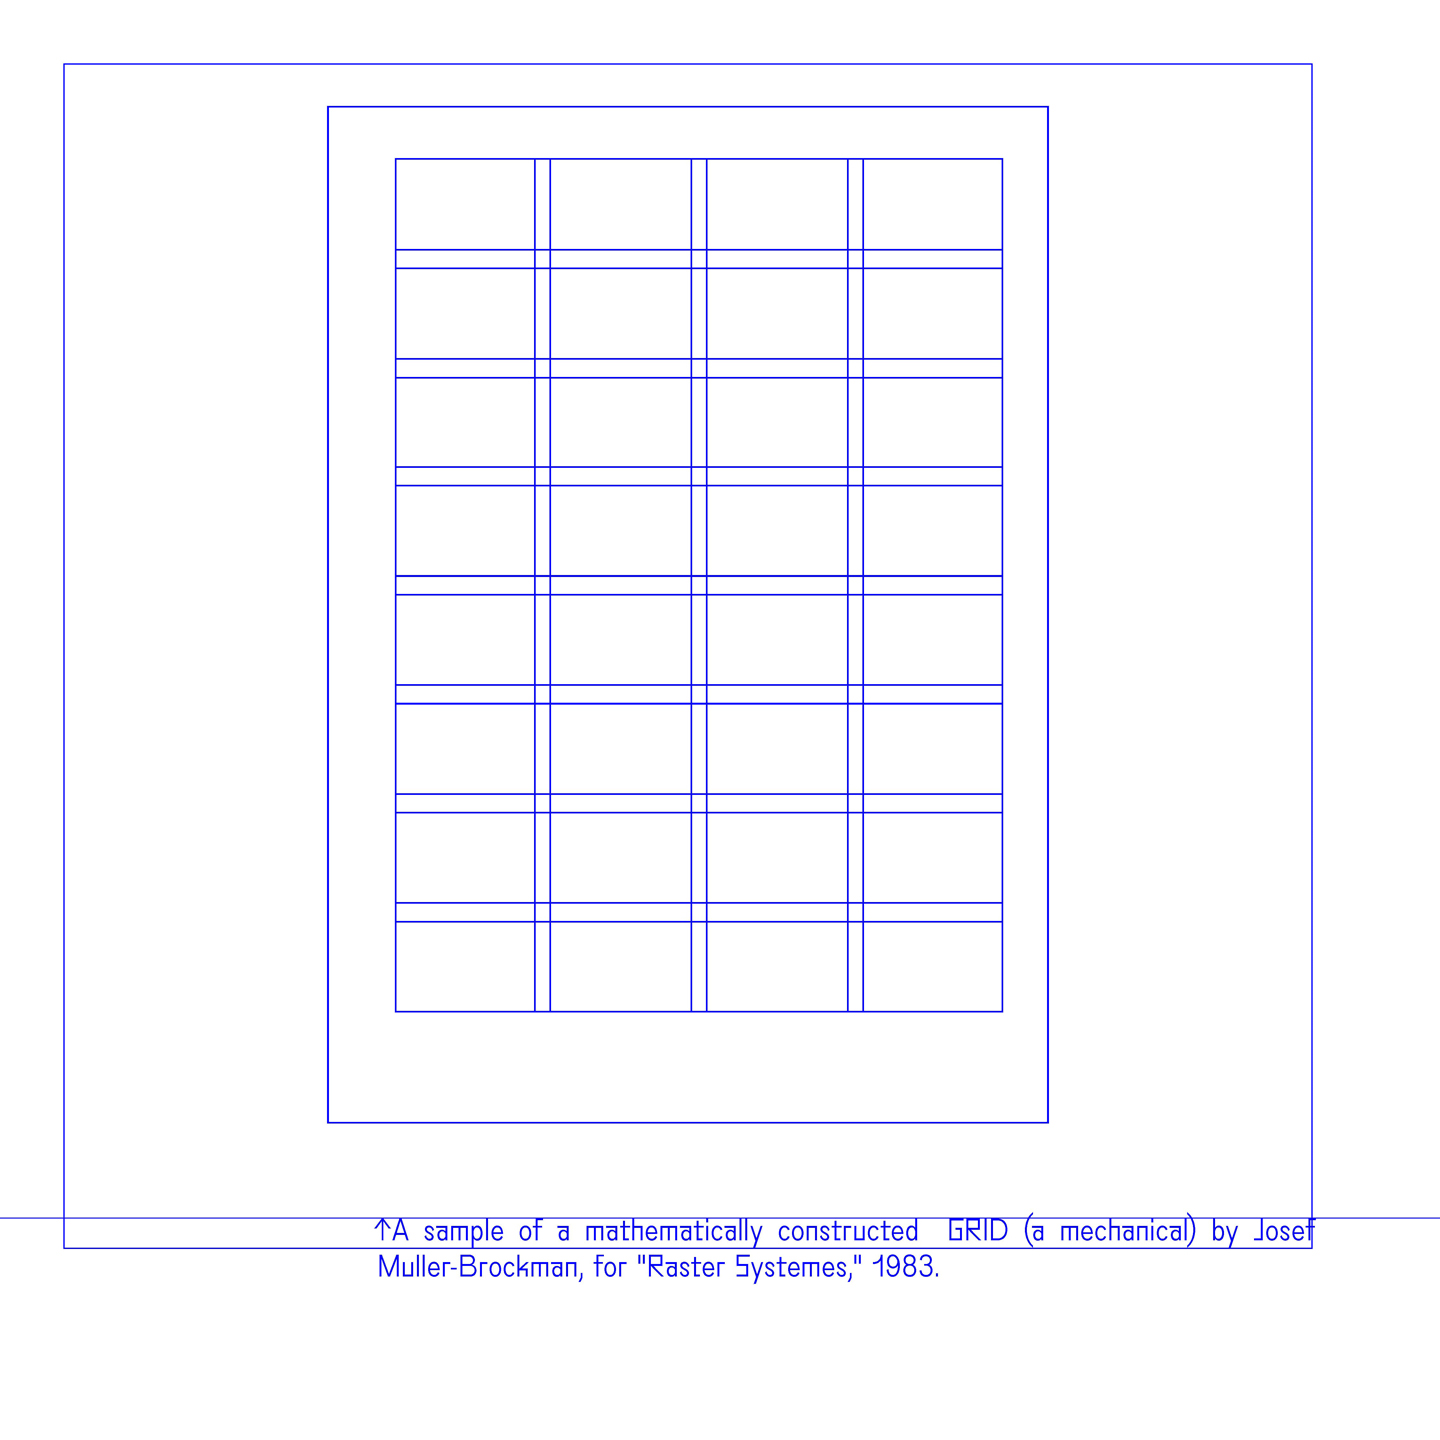 ↑A sample of a mathematically constructed GRID (a mechanical) by Josef
Muller-Brockman, for "Raster Systemes," 1983.